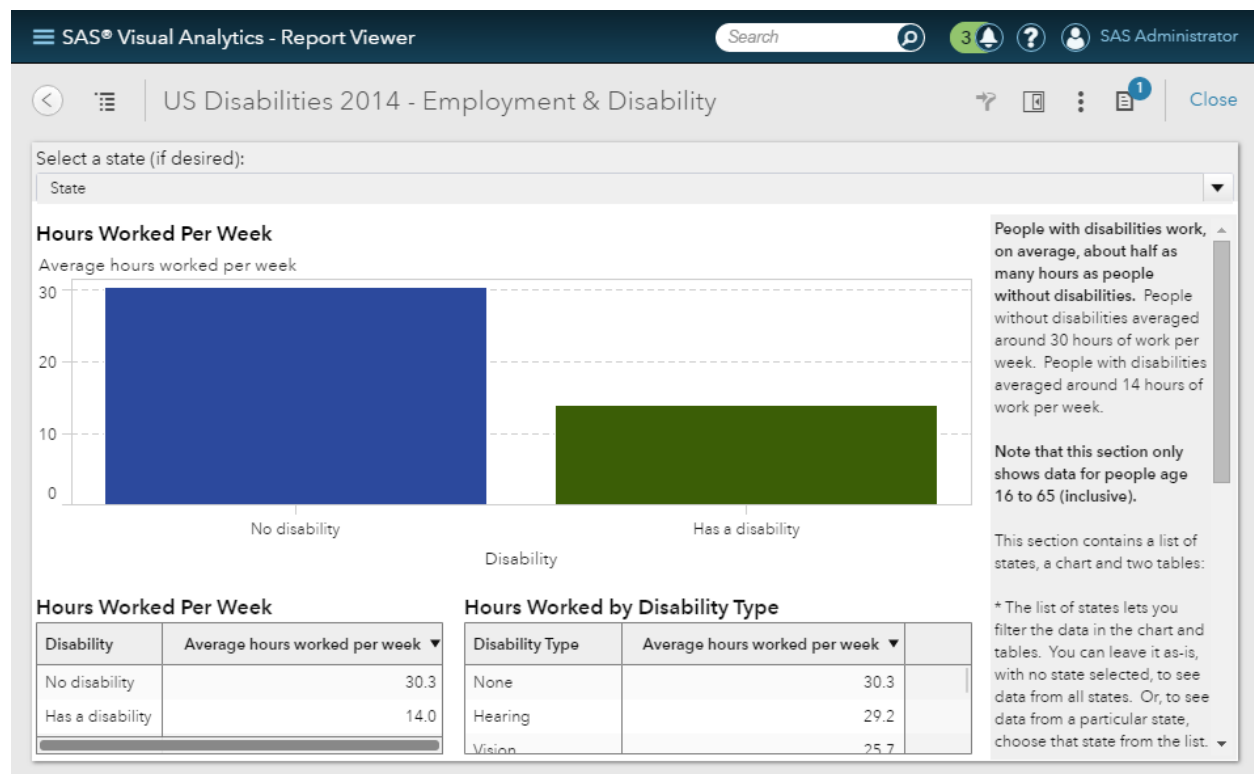 SAS® Visual Analytics - Report Viewer
Search
3
?
SAS Administrator
US Disabilities 2014 - Employment & Disability
1
Close
Select a state (if desired):
State
Hours Worked Per Week
Average hours worked per week
30
20
10
0
No disability
Has a disability
Disability
Hours Worked Per Week
Disability Average hours worked per week ▼
No disability 30.3
Has a disability 14.0
Hours Worked by Disability Type
Disability Type Average hours worked per week ▼
None 30.3
Hearing 29.2
Vision 25.7
People with disabilities work,
on average, about half as
many hours as people
without disabilities. People
without disabilities averaged
around 30 hours of work per
week. People with disabilities
averaged around 14 hours of
work per week.
Note that this section only
shows data for people age
16 to 65 (inclusive).
This section contains a list of
states, a chart and two tables:
* The list of states lets you
filter the data in the chart and
tables. You can leave it as-is,
with no state selected, to see
data from all states. Or, to see
data from a particular state,
choose that state from the list.